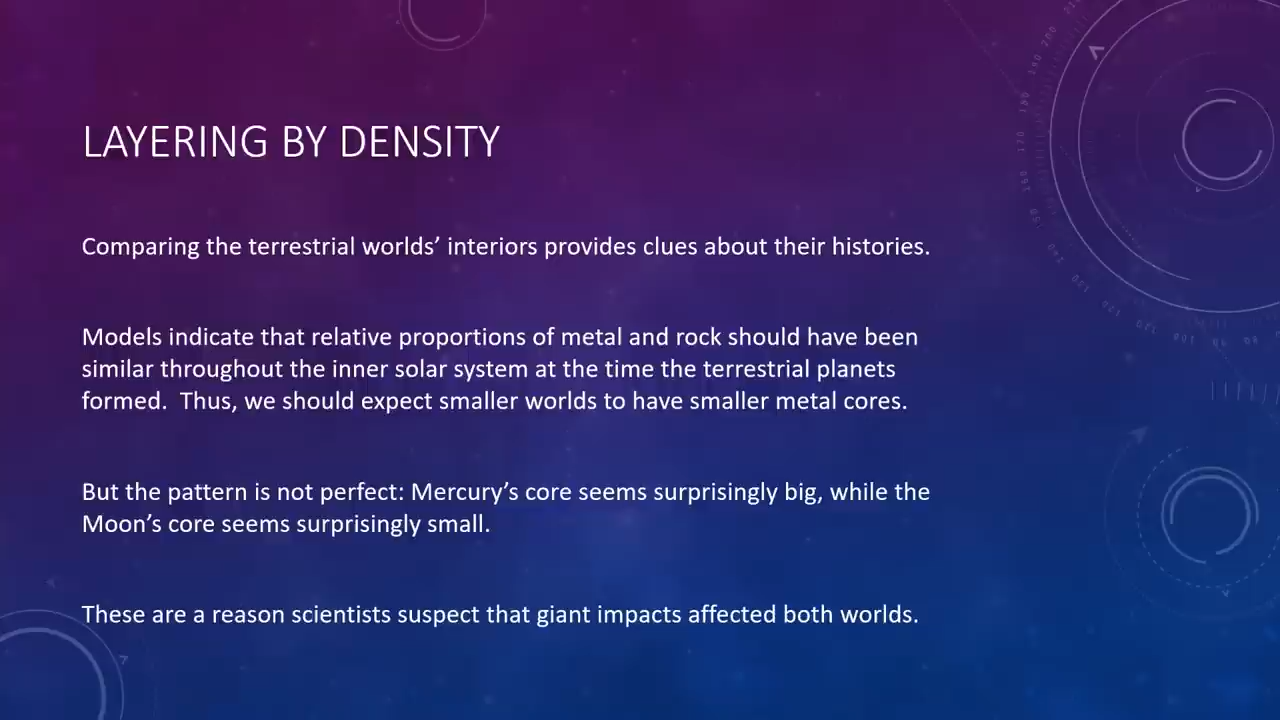 LAYERING BY DENSITY
Comparing the terrestrial worlds’ interiors provides clues about their histories.
Models indicate that relative proportions of metal and rock should have been
similar throughout the inner solar system at the time the terrestrial planets
formed.  Thus, we should expect smaller worlds to have smaller metal cores.
But the pattern is not perfect: Mercury’s core seems surprisingly big, while the
Moon’s core seems surprisingly small.
These are a reason scientists suspect that giant impacts affected both worlds.